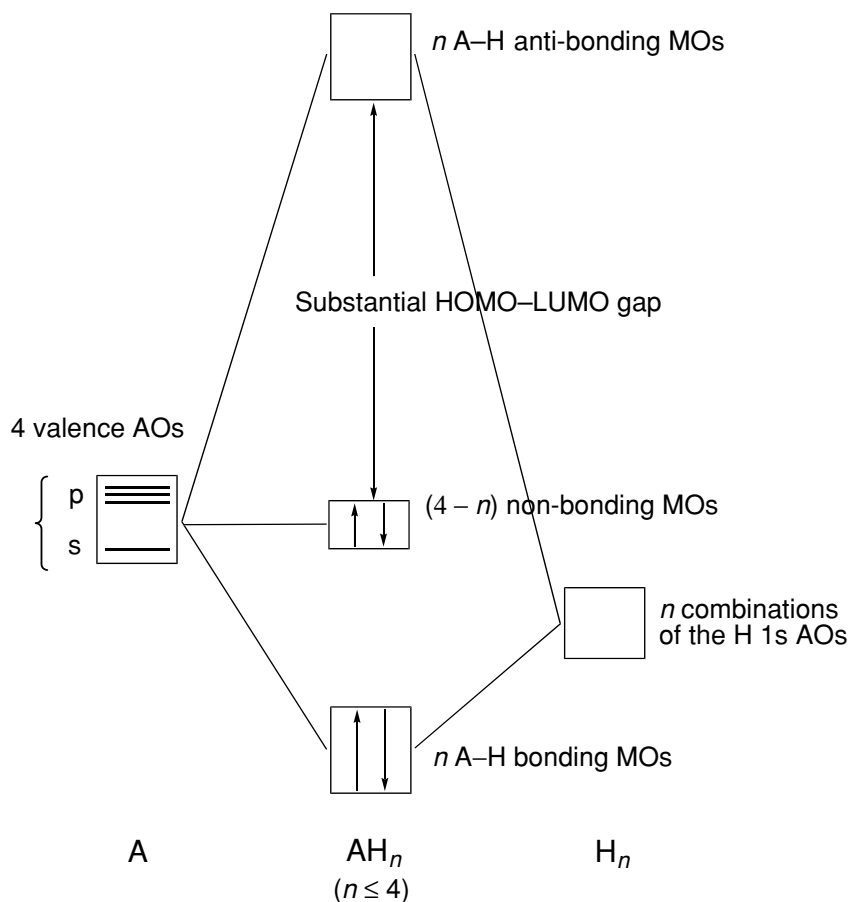 n A–H anti-bonding MOs
Substantial HOMO–LUMO gap
4 valence AOs
p
s
(4 – n) non-bonding MOs
n combinations
of the H 1s AOs
n A–H bonding MOs
A
AHₙ
(n ≤ 4)
Hₙ